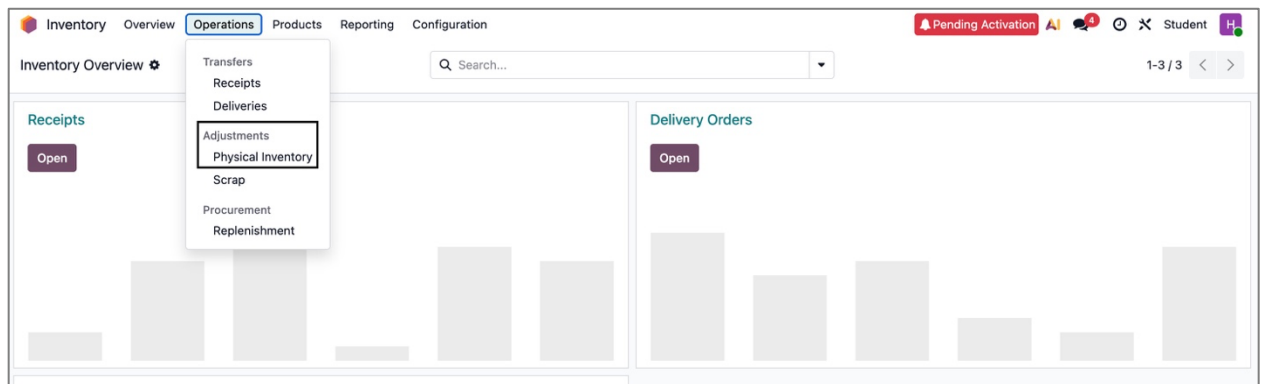 Inventory Overview Operations Products Reporting Configuration Pending Activation AI 4 Student H
Inventory Overview Search... 1-3 / 3
Transfers
Receipts
Deliveries
Adjustments
Physical Inventory
Scrap
Procurement
Replenishment
Receipts
Open
Delivery Orders
Open